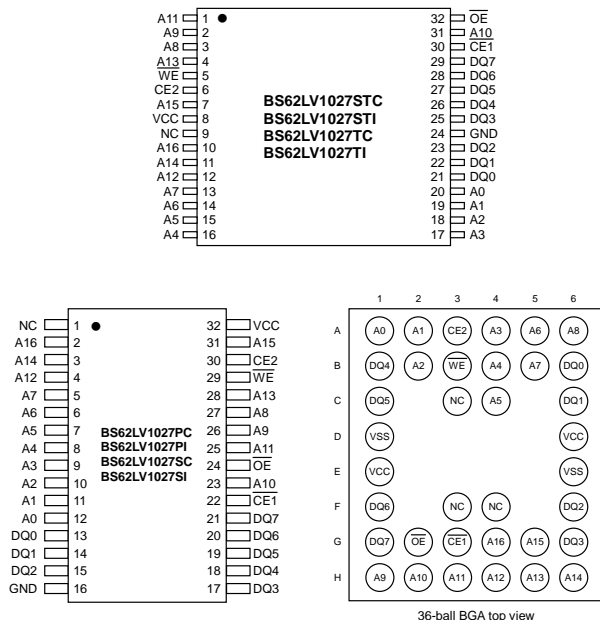 A11 1 32 O̅E̅
A9 2 31 A10
A8 3 30 C̅E̅1̅
A13 4 29 DQ7
W̅E̅ 5 28 DQ6
CE2 6 27 DQ5
A15 7 26 DQ4
VCC 8 25 DQ3
NC 9 24 GND
A16 10 23 DQ2
A14 11 22 DQ1
A12 12 21 DQ0
A7 13 20 A0
A6 14 19 A1
A5 15 18 A2
A4 16 17 A3
BS62LV1027STC
BS62LV1027STI
BS62LV1027TC
BS62LV1027TI
NC 1 32 VCC
A16 2 31 A15
A14 3 30 CE2
A12 4 29 W̅E̅
A7 5 28 A13
A6 6 27 A8
A5 7 26 A9
A4 8 25 A11
A3 9 24 O̅E̅
A2 10 23 A10
A1 11 22 C̅E̅1̅
A0 12 21 DQ7
DQ0 13 20 DQ6
DQ1 14 19 DQ5
DQ2 15 18 DQ4
GND 16 17 DQ3
BS62LV1027PC
BS62LV1027PI
BS62LV1027SC
BS62LV1027SI
1 2 3 4 5 6
A A0 A1 CE2 A3 A6 A8
B DQ4 A2 W̅E̅ A4 A7 DQ0
C DQ5 NC A5 DQ1
D VSS VCC
E VCC VSS
F DQ6 NC NC DQ2
G DQ7 O̅E̅ C̅E̅1̅ A16 A15 DQ3
H A9 A10 A11 A12 A13 A14
36-ball BGA top view